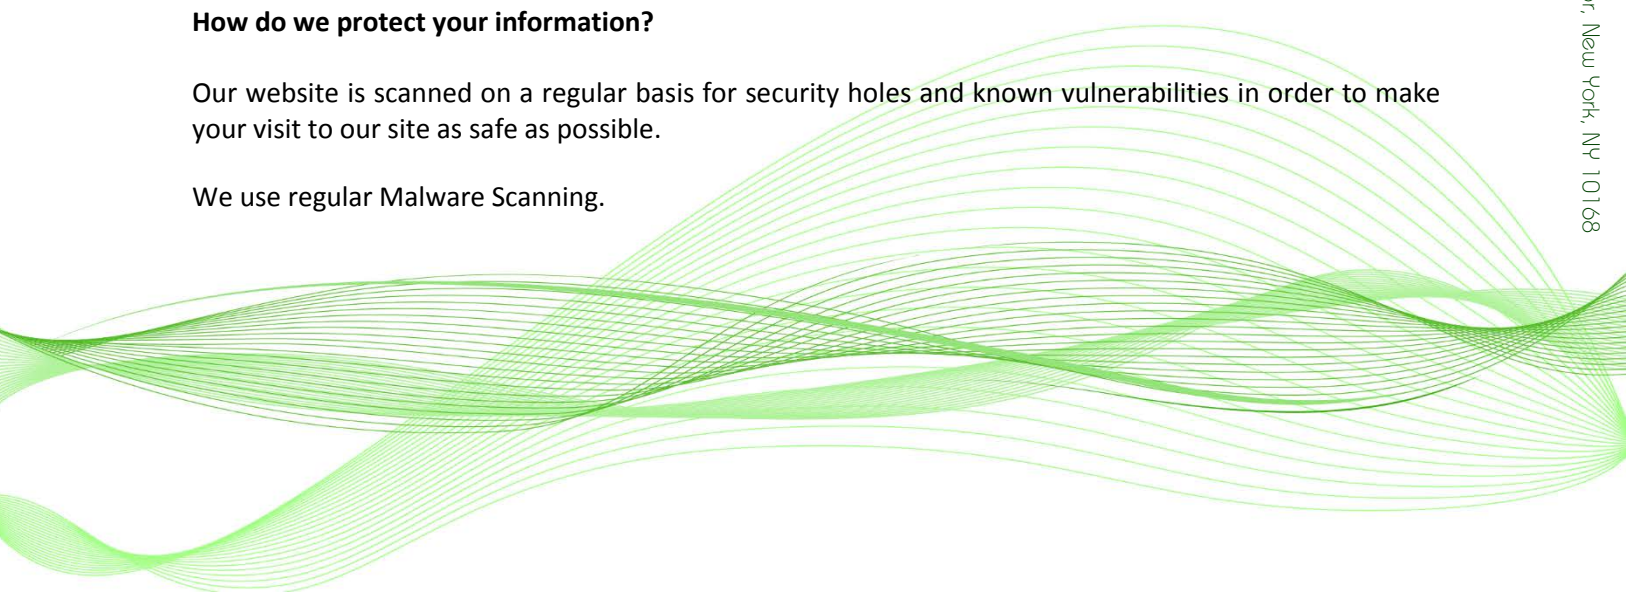 How do we protect your information?
Our website is scanned on a regular basis for security holes and known vulnerabilities in order to make
your visit to our site as safe as possible.
We use regular Malware Scanning.
New York, NY 10168